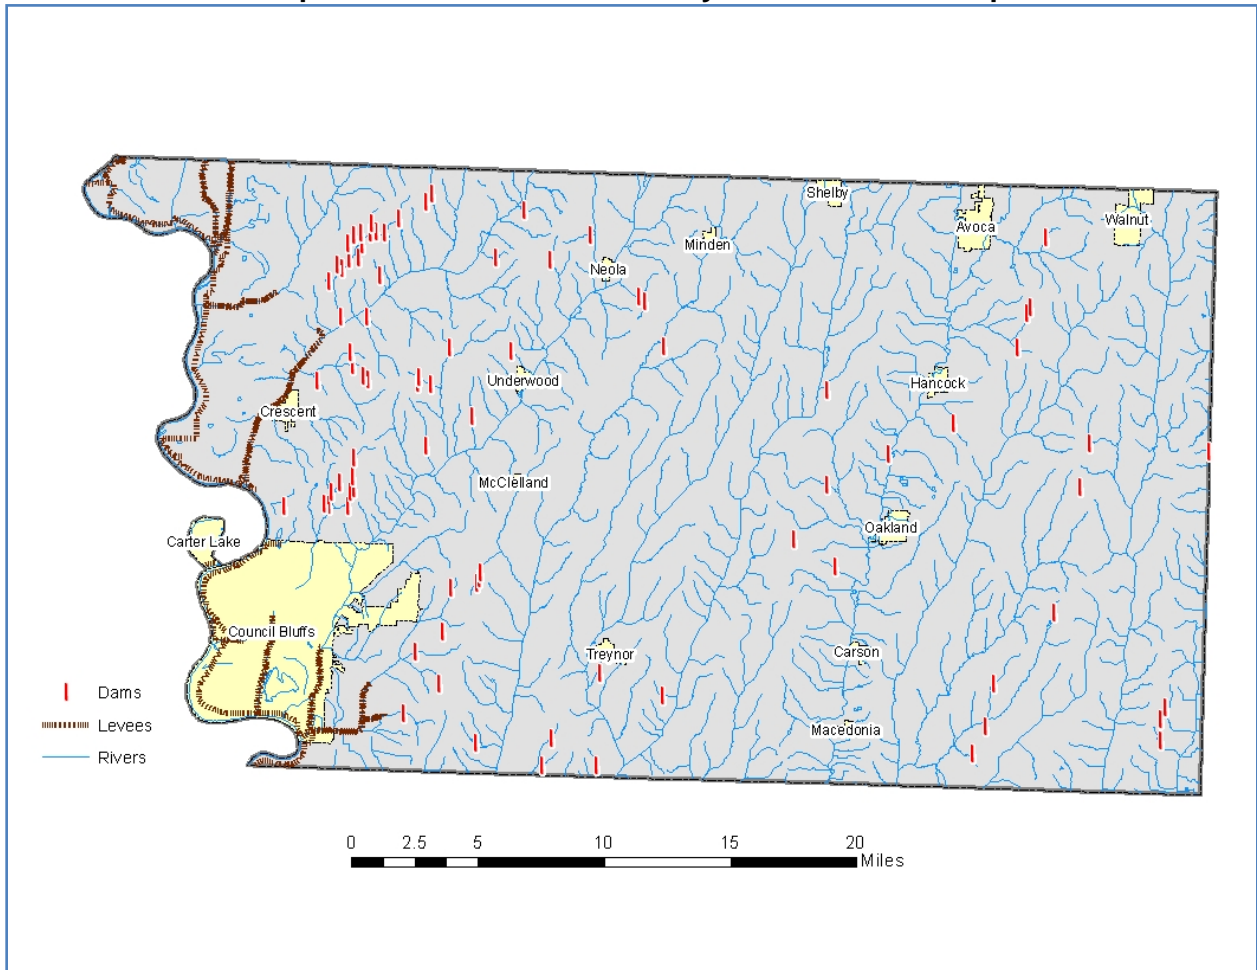 Shelby
Walnut
Avoca
Minden
Neola
Underwood
Hancock
Crescent
McClelland
Oakland
Carter Lake
Council Bluffs
Treynor
Carson
Dams
Levees
Macedonia
Rivers
0 2.5 5 10 15 20
Miles